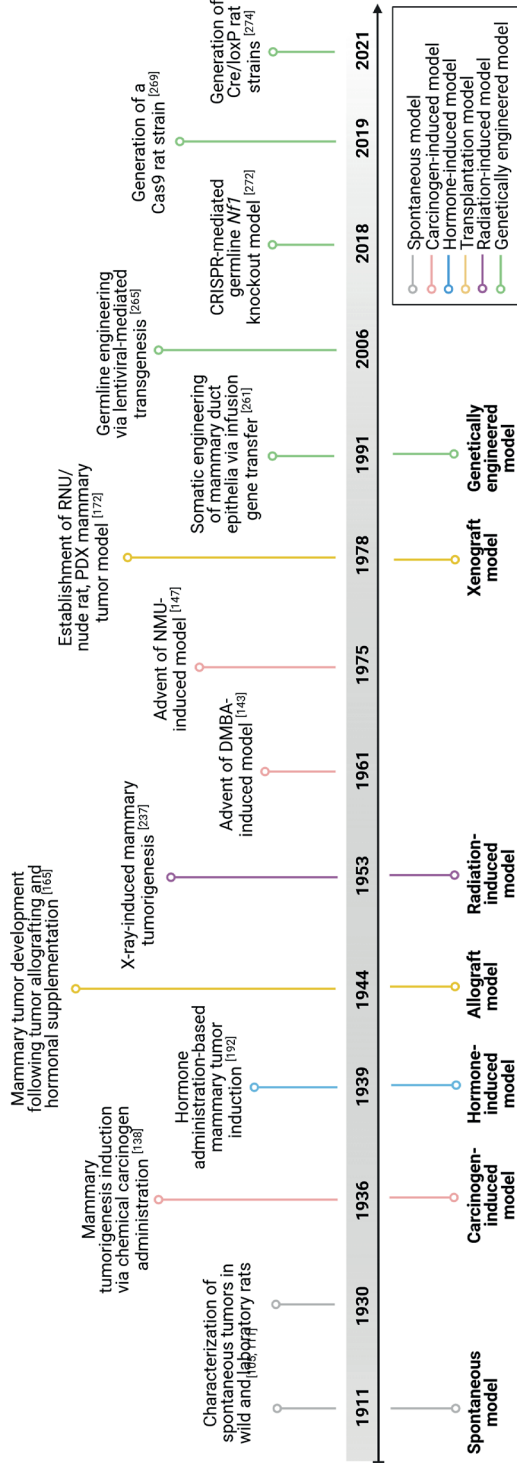 Characterization of
spontaneous tumors in
wild and laboratory rats
Mammary
tumorigenesis induction
via chemical carcinogen
administration [138]
Hormone
administration-based
mammary tumor
induction [192]
Mammary tumor development
following tumor allografting and
hormonal supplementation [165]
X-ray-induced mammary
tumorigenesis [237]
Advent of DMBA-
induced model [143]
Advent of NMU-
induced model [147]
Establishment of RNU/
nude rat, PDX mammary
tumor model [172]
Somatic engineering
of mammary duct
epithelia via infusion
gene transfer [261]
Germline engineering
via lentiviral-mediated
transgenesis [265]
CRISPR-mediated
germline Nf1
knockout model [272]
Generation of a
Cas9 rat strain [269]
Generation of
Cre/loxP rat
strains [274]
1911
1930
1936
1939
1944
1953
1961
1975
1978
1991
2006
2018
2019
2021
Spontaneous
model
Carcinogen-
induced
model
Hormone-
induced
model
Allograft
model
Radiation-
induced
model
Xenograft
model
Genetically
engineered
model
Spontaneous model
Carcinogen-induced model
Hormone-induced model
Transplantation model
Radiation-induced model
Genetically engineered model